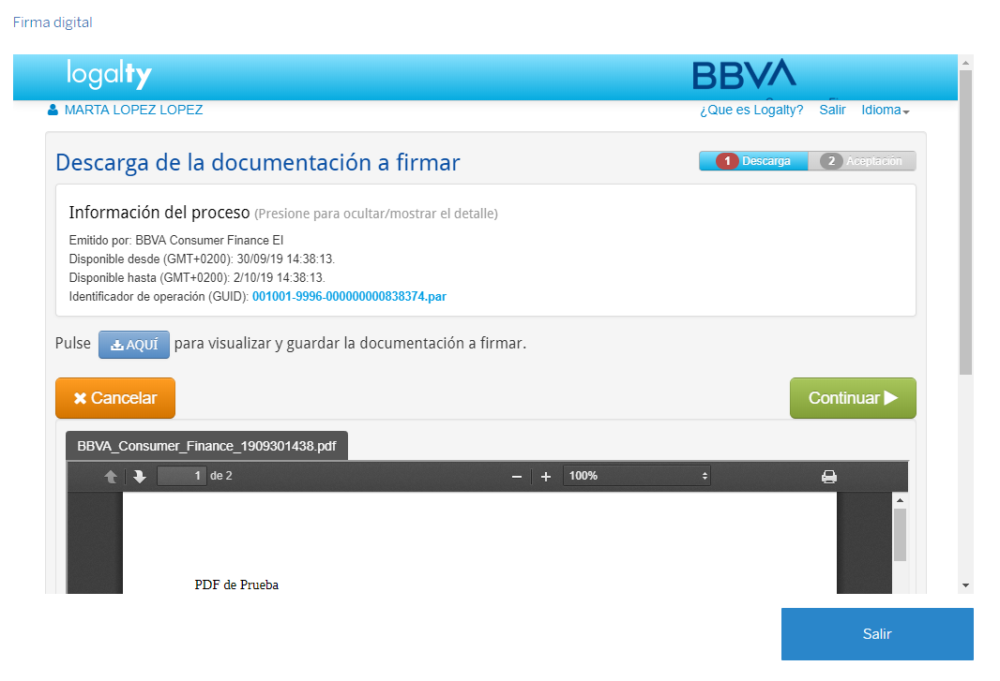 Firma digital
logalty
BBVA
MARTA LOPEZ LOPEZ
¿Que es Logalty? Salir Idioma
Descarga de la documentación a firmar
1 Descarga 2 Aceptación
Información del proceso (Presione para ocultar/mostrar el detalle)
Emitido por: BBVA Consumer Finance EI
Disponible desde (GMT+0200): 30/09/19 14:38:13.
Disponible hasta (GMT+0200): 2/10/19 14:38:13.
Identificador de operación (GUID): 001001-9996-000000000838374.par
Pulse AQUÍ para visualizar y guardar la documentación a firmar.
Cancelar
Continuar
BBVA_Consumer_Finance_1909301438.pdf
1 de 2
100%
PDF de Prueba
Salir